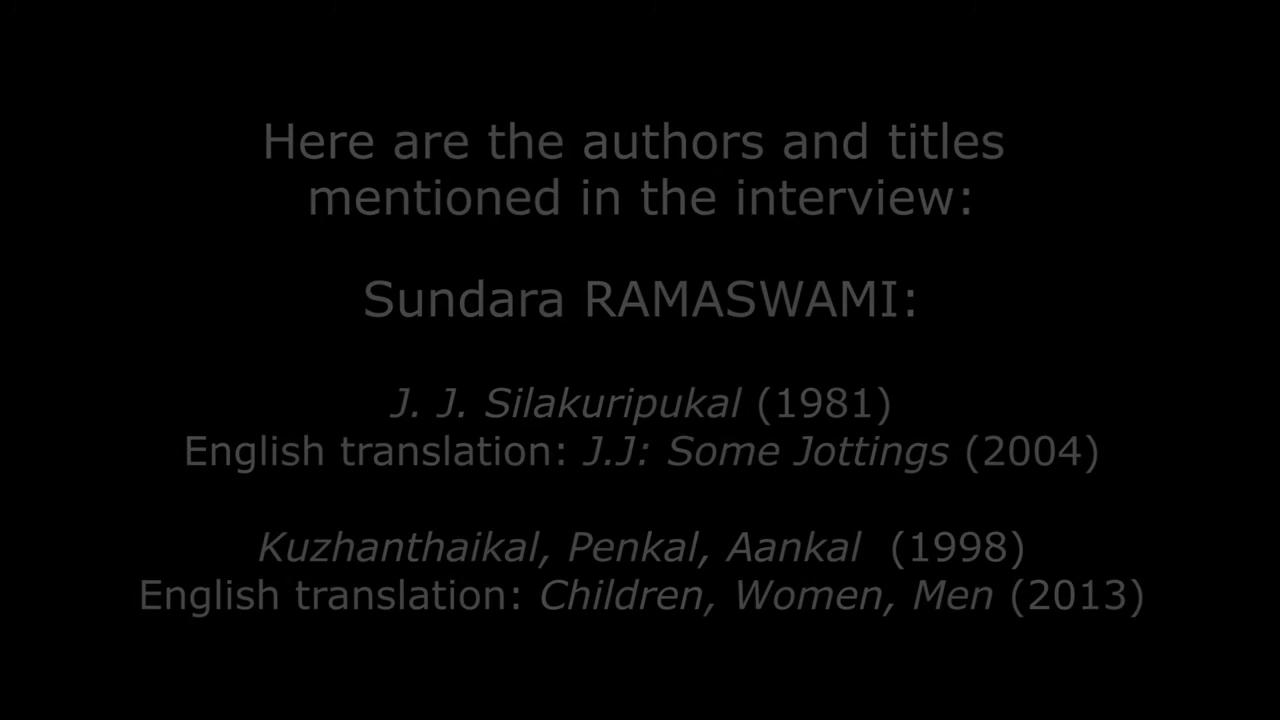 Here are the authors and titles
mentioned in the interview:
Sundara RAMASWAMI:
J. J. Silakuripukal (1981)
English translation: J.J: Some Jottings (2004)
Kuzhanthaikal, Penkal, Aankal (1998)
English translation: Children, Women, Men (2013)